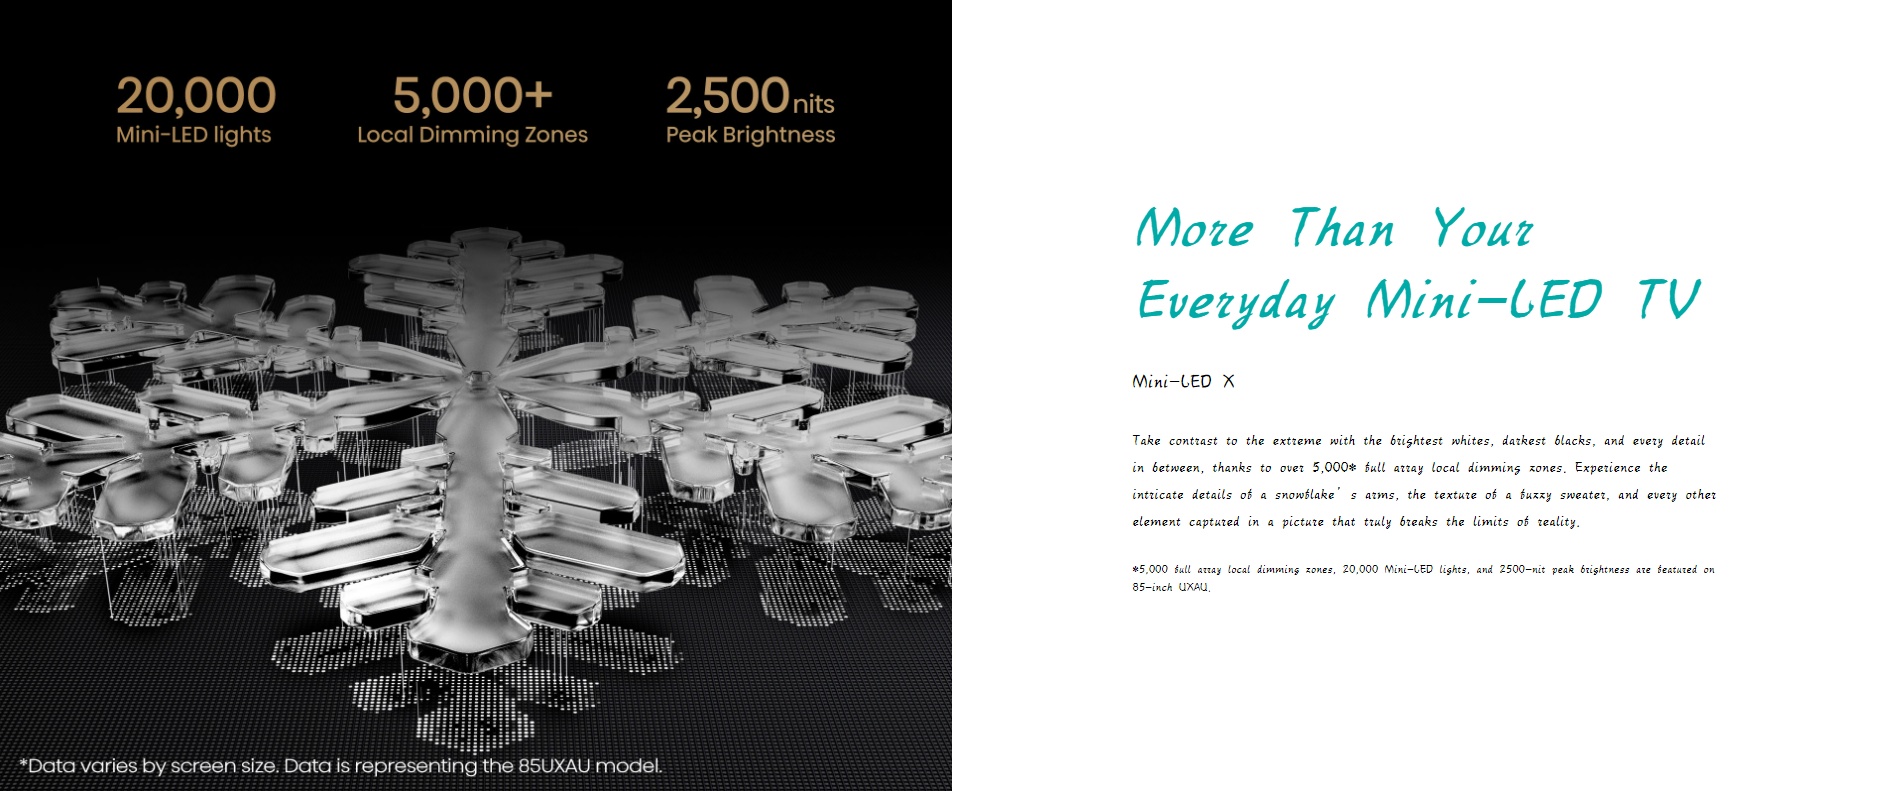 20,000
Mini-LED lights
5,000+
Local Dimming Zones
2,500 nits
Peak Brightness
*Data varies by screen size. Data is representing the 85UXAU model.
More Than Your
Everyday Mini-LED TV
Mini-LED X
Take contrast to the extreme with the brightest whites, darkest blacks, and every detail
in between, thanks to over 5,000* full array local dimming zones. Experience the
intricate details of a snowflake's arms, the texture of a fuzzy sweater, and every other
element captured in a picture that truly breaks the limits of reality.
*5,000 full array local dimming zones, 20,000 Mini-LED lights, and 2500-nit peak brightness are featured on
85-inch UXAU.